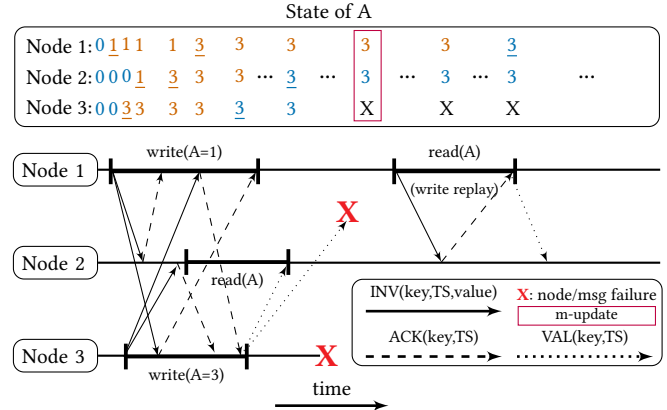 State of A
Node 1: 0 1 1 1 1 3 3 3 3 3 3
Node 2: 0 0 0 1 3 3 3 ... 3 ... 3 ... 3 ... 3 ...
Node 3: 0 0 3 3 3 3 3 3 X X X
write(A=1)
read(A)
Node 1
(write replay)
X
Node 2
read(A)
INV(key,TS,value)
X: node/msg failure
m-update
ACK(key,TS)
VAL(key,TS)
Node 3
X
write(A=3)
time